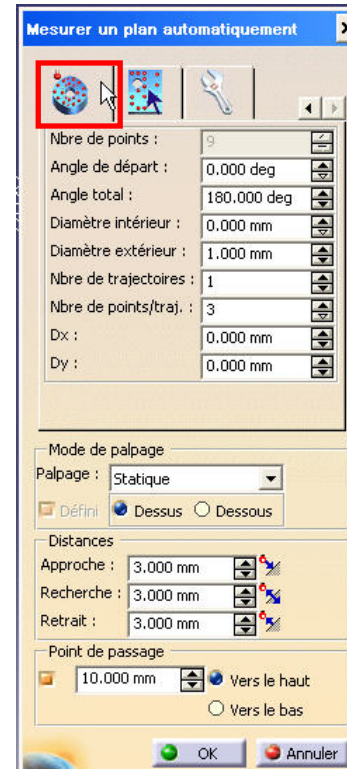 Mesurer un plan automatiquement
Nbre de points : 9
Angle de départ : 0.000 deg
Angle total : 180.000 deg
Diamètre intérieur : 0.000 mm
Diamètre extérieur : 1.000 mm
Nbre de trajectoires : 1
Nbre de points/traj. : 3
Dx : 0.000 mm
Dy : 0.000 mm
Mode de palpage
Palpage : Statique
Défini Dessus Dessous
Distances
Approche : 3.000 mm
Recherche : 3.000 mm
Retrait : 3.000 mm
Point de passage
10.000 mm Vers le haut
Vers le bas
OK Annuler